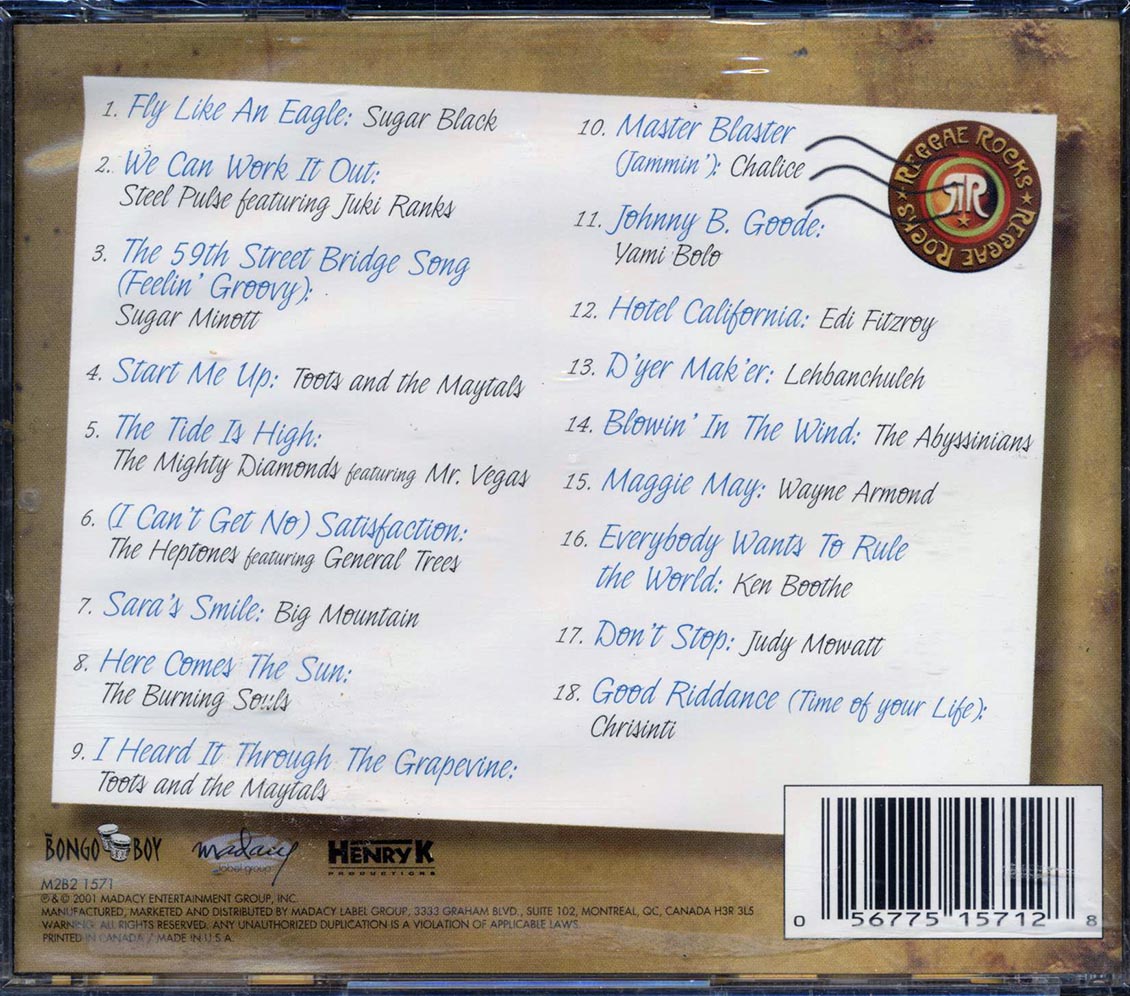 1. Fly Like An Eagle: Sugar Black
2. We Can Work It Out:
Steel Pulse featuring Juki Ranks
3. The 59th Street Bridge Song
(Feelin' Groovy):
Sugar Minott
4. Start Me Up: Toots and the Maytals
5. The Tide Is High:
The Mighty Diamonds featuring Mr. Vegas
6. (I Can't Get No) Satisfaction:
The Heptones featuring General Trees
7. Sara's Smile: Big Mountain
8. Here Comes The Sun:
The Burning Souls
9. I Heard It Through The Grapevine:
Toots and the Maytals
10. Master Blaster
(Jammin'): Chalice
11. Johnny B. Goode:
Yami Bolo
12. Hotel California: Edi Fitzroy
13. D'yer Mak'er: Lehbanchuleh
14. Blowin' In The Wind: The Abyssinians
15. Maggie May: Wayne Armond
16. Everybody Wants To Rule
the World: Ken Boothe
17. Don't Stop: Judy Mowatt
18. Good Riddance (Time of your Life):
Chrisinti
REGGAE ROCKS ★ REGGAE ROCKS ★
RR
THE BONGO BOY
madacy
label group
HENRY K
PRODUCTIONS
M2B2 1571
℗ & © 2001 MADACY ENTERTAINMENT GROUP, INC.
MANUFACTURED, MARKETED AND DISTRIBUTED BY MADACY LABEL GROUP, 3333 GRAHAM BLVD., SUITE 102, MONTREAL, QC, CANADA H3R 3L5
WARNING: ALL RIGHTS RESERVED. ANY UNAUTHORIZED DUPLICATION IS A VIOLATION OF APPLICABLE LAWS.
PRINTED IN CANADA / MADE IN U.S.A.
0 56775 15712 8